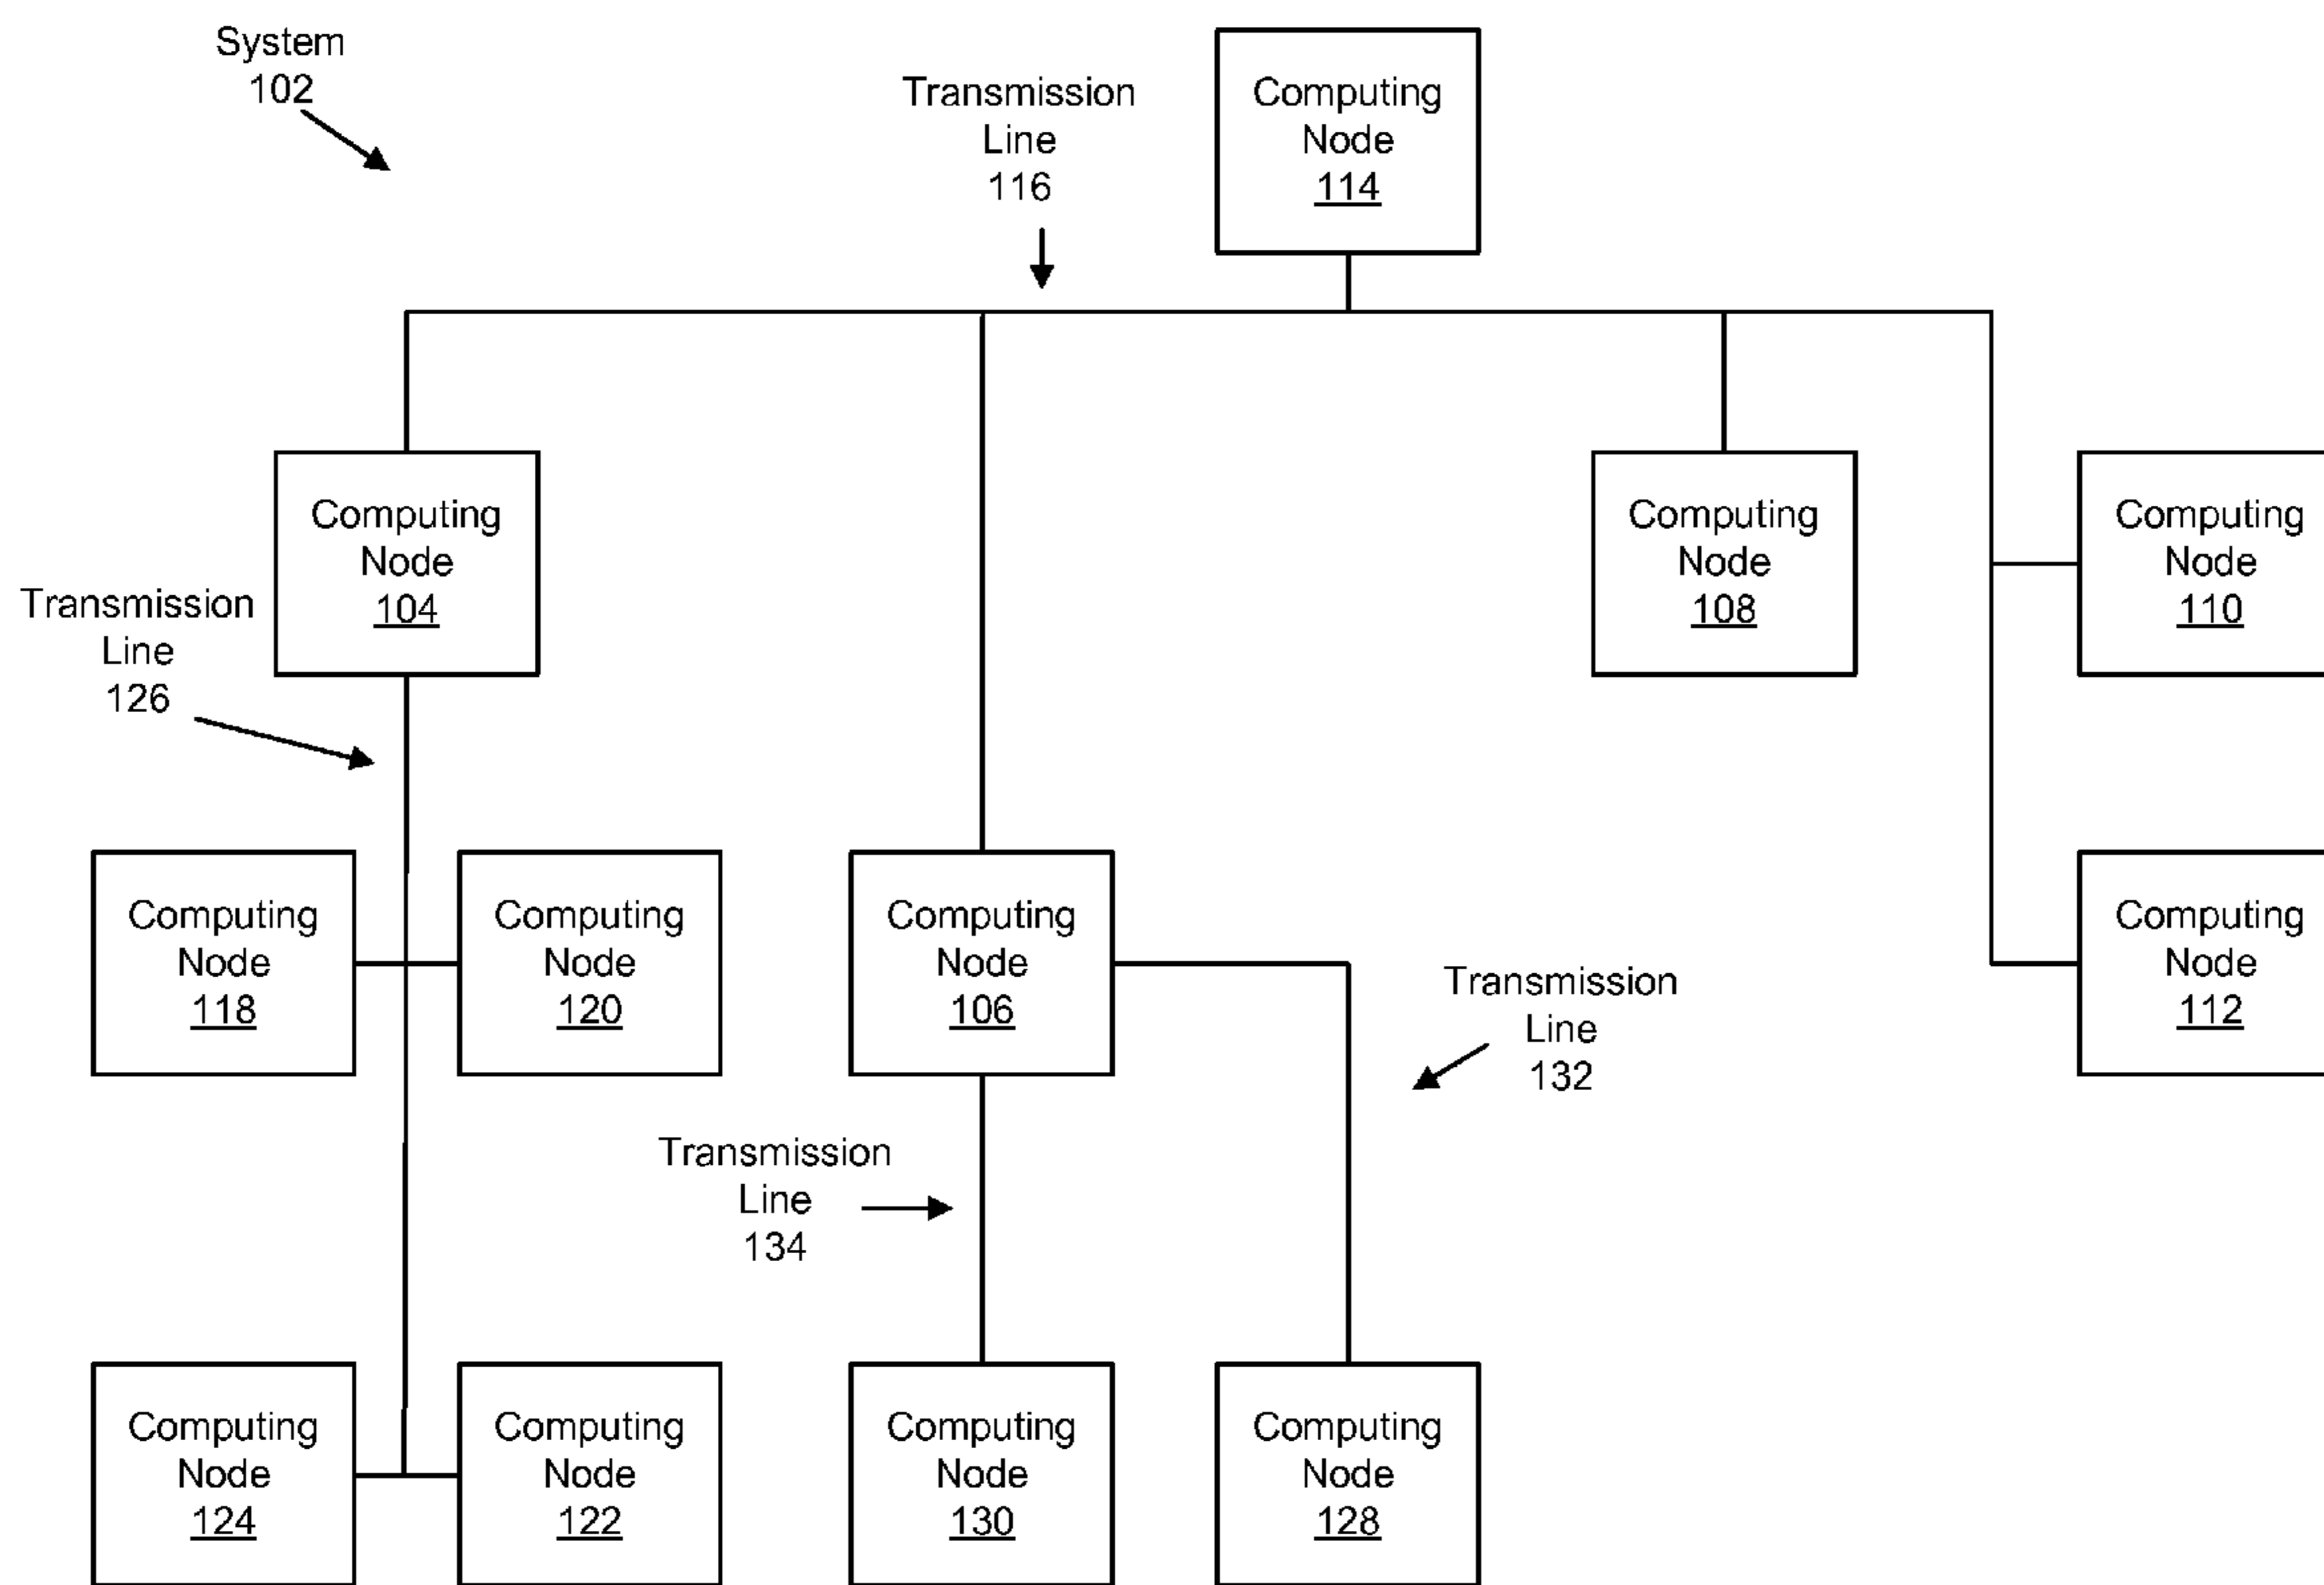 System
102
Transmission
Line
116
Computing
Node
114
Computing
Node
104
Computing
Node
108
Computing
Node
110
Transmission
Line
126
Computing
Node
118
Computing
Node
120
Computing
Node
106
Transmission
Line
132
Computing
Node
112
Transmission
Line
134
Computing
Node
124
Computing
Node
122
Computing
Node
130
Computing
Node
128